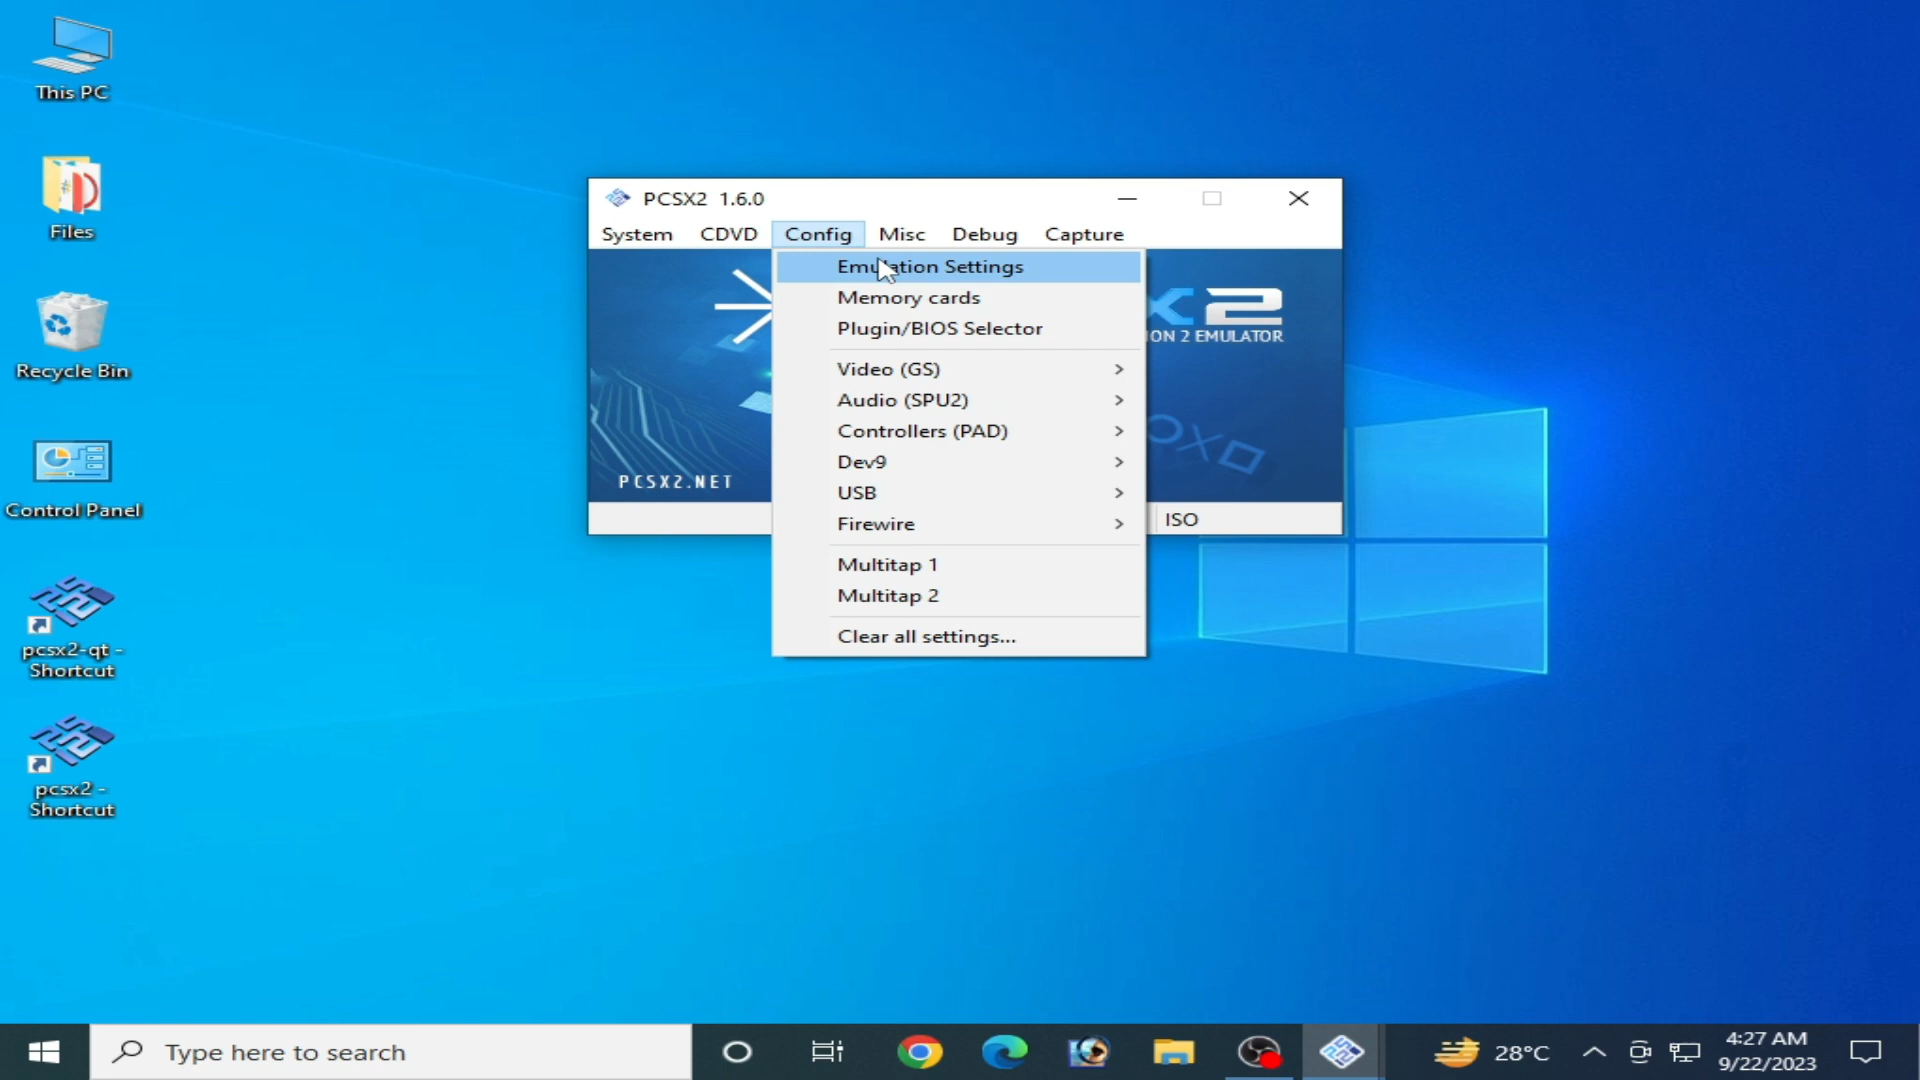 This PC
Files
Recycle Bin
Control Panel
pcsx2-qt -
Shortcut
pcsx2 -
Shortcut
PCSX2 1.6.0
System CDVD Config Misc Debug Capture
Emulation Settings
Memory cards
Plugin/BIOS Selector
Video (GS)
Audio (SPU2)
Controllers (PAD)
Dev9
USB
Firewire
Multitap 1
Multitap 2
Clear all settings...
X2
ION 2 EMULATOR
PCSX2.NET
ISO
Type here to search
28°C
4:27 AM
9/22/2023